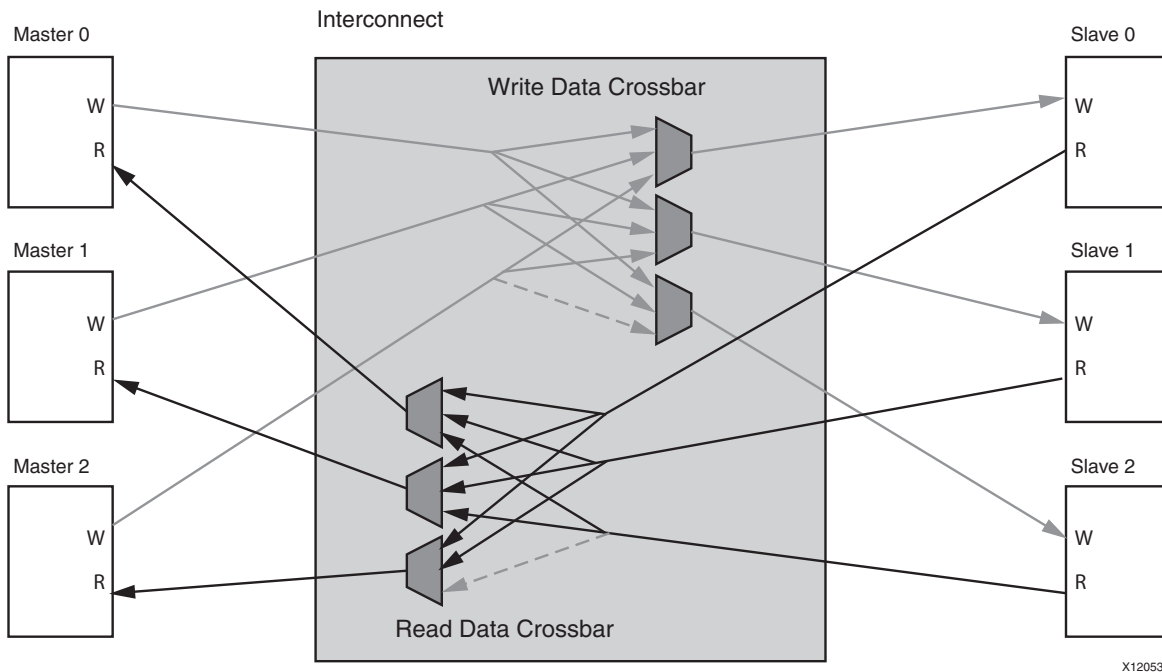 Interconnect
Master 0
Slave 0
Write Data Crossbar
W
R
W
R
Master 1
Slave 1
W
R
W
R
Master 2
Slave 2
W
R
W
R
Read Data Crossbar
X12053